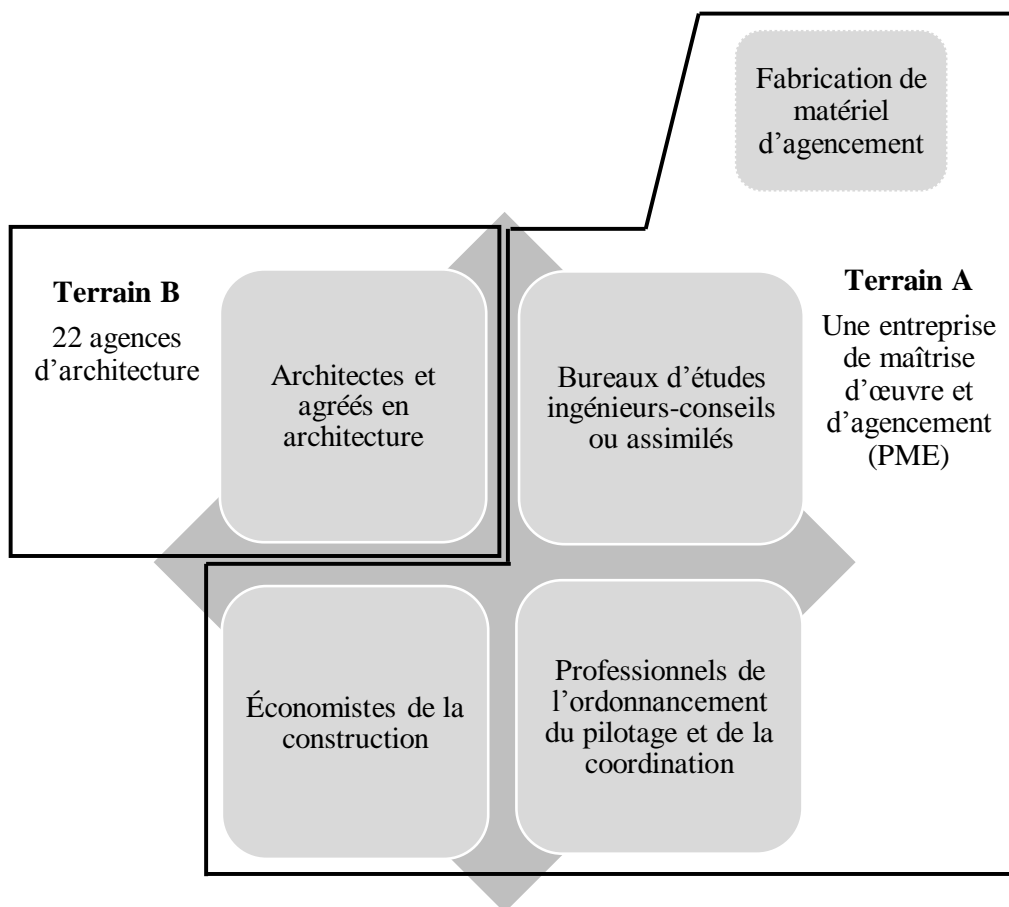 Fabrication de
matériel
d’agencement
Terrain B
22 agences
d’architecture
Architectes et
agréés en
architecture
Bureaux d’études
ingénieurs-conseils
ou assimilés
Terrain A
Une entreprise
de maîtrise
d’œuvre et
d’agencement
(PME)
Économistes de la
construction
Professionnels de
l’ordonnancement
du pilotage et de la
coordination